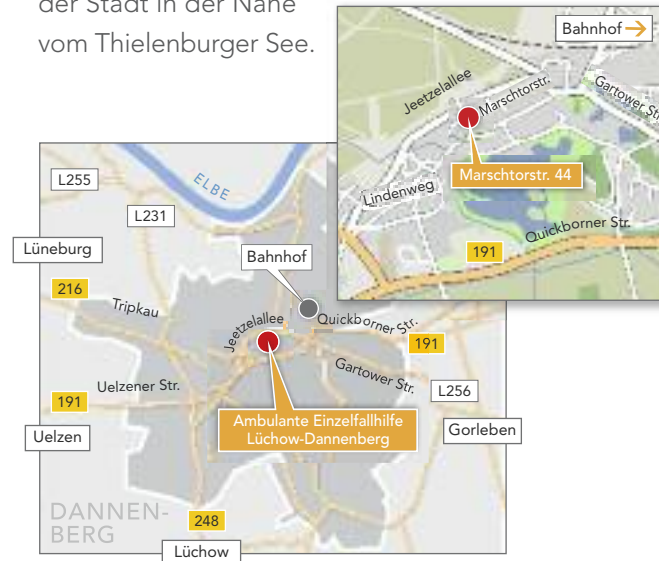 der Stadt in der Nähe
vom Thielenburger See.
Bahnhof
Jeetzelallee
Marschtorstr.
Gartower Str.
Marschtorstr. 44
Lindenweg
Quickborner Str.
191
L255
ELBE
L231
Lüneburg
Bahnhof
216
Tripkau
Jeetzelallee
Quickborner Str.
191
Gartower Str.
Uelzener Str.
L256
191
Ambulante Einzelfallhilfe
Lüchow-Dannenberg
Gorleben
Uelzen
DANNEN-
BERG
248
Lüchow